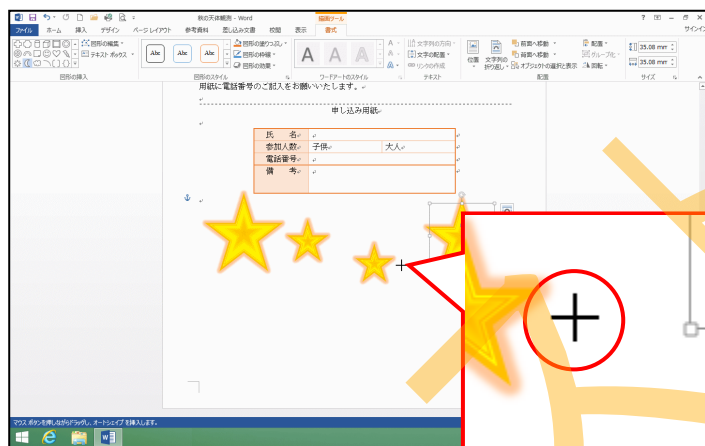 秋の天体観測 - Word
描画ツール
ファイル ホーム 挿入 デザイン ページ レイアウト 参考資料 差し込み文書 校閲 表示 書式 サインイン
図形の編集
テキスト ボックス
図形の挿入
Abc Abc Abc
図形の塗りつぶし
図形の枠線
図形の効果
図形のスタイル
A A A
ワードアートのスタイル
文字列の方向
文字の配置
リンクの作成
テキスト
位置
文字列の折り返し
前面へ移動
背面へ移動
オブジェクトの選択と表示
配置
グループ化
回転
配置
35.08 mm
35.08 mm
サイズ
用紙に電話番号のご記入をお願いいたします。
申し込み用紙
氏 名
参加人数 子供 大人
電話番号
備 考
マウス ボタンを押しながらドラッグし、オートシェイプを挿入します。